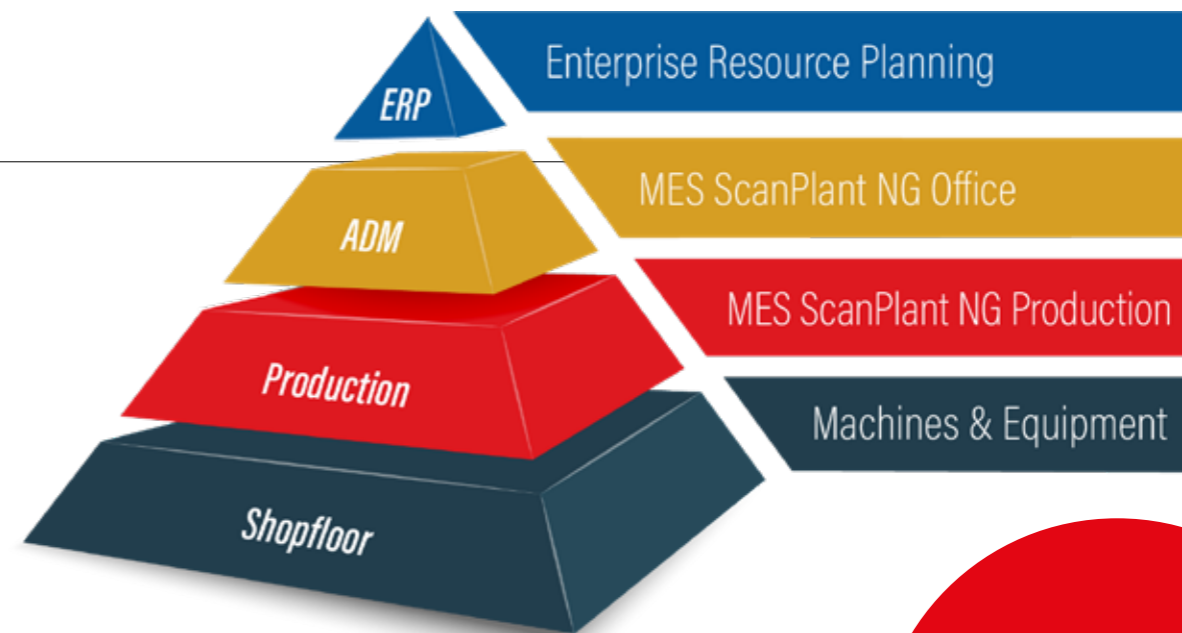 ERP
Enterprise Resource Planning
ADM
MES ScanPlant NG Office
Production
MES ScanPlant NG Production
Shopfloor
Machines & Equipment